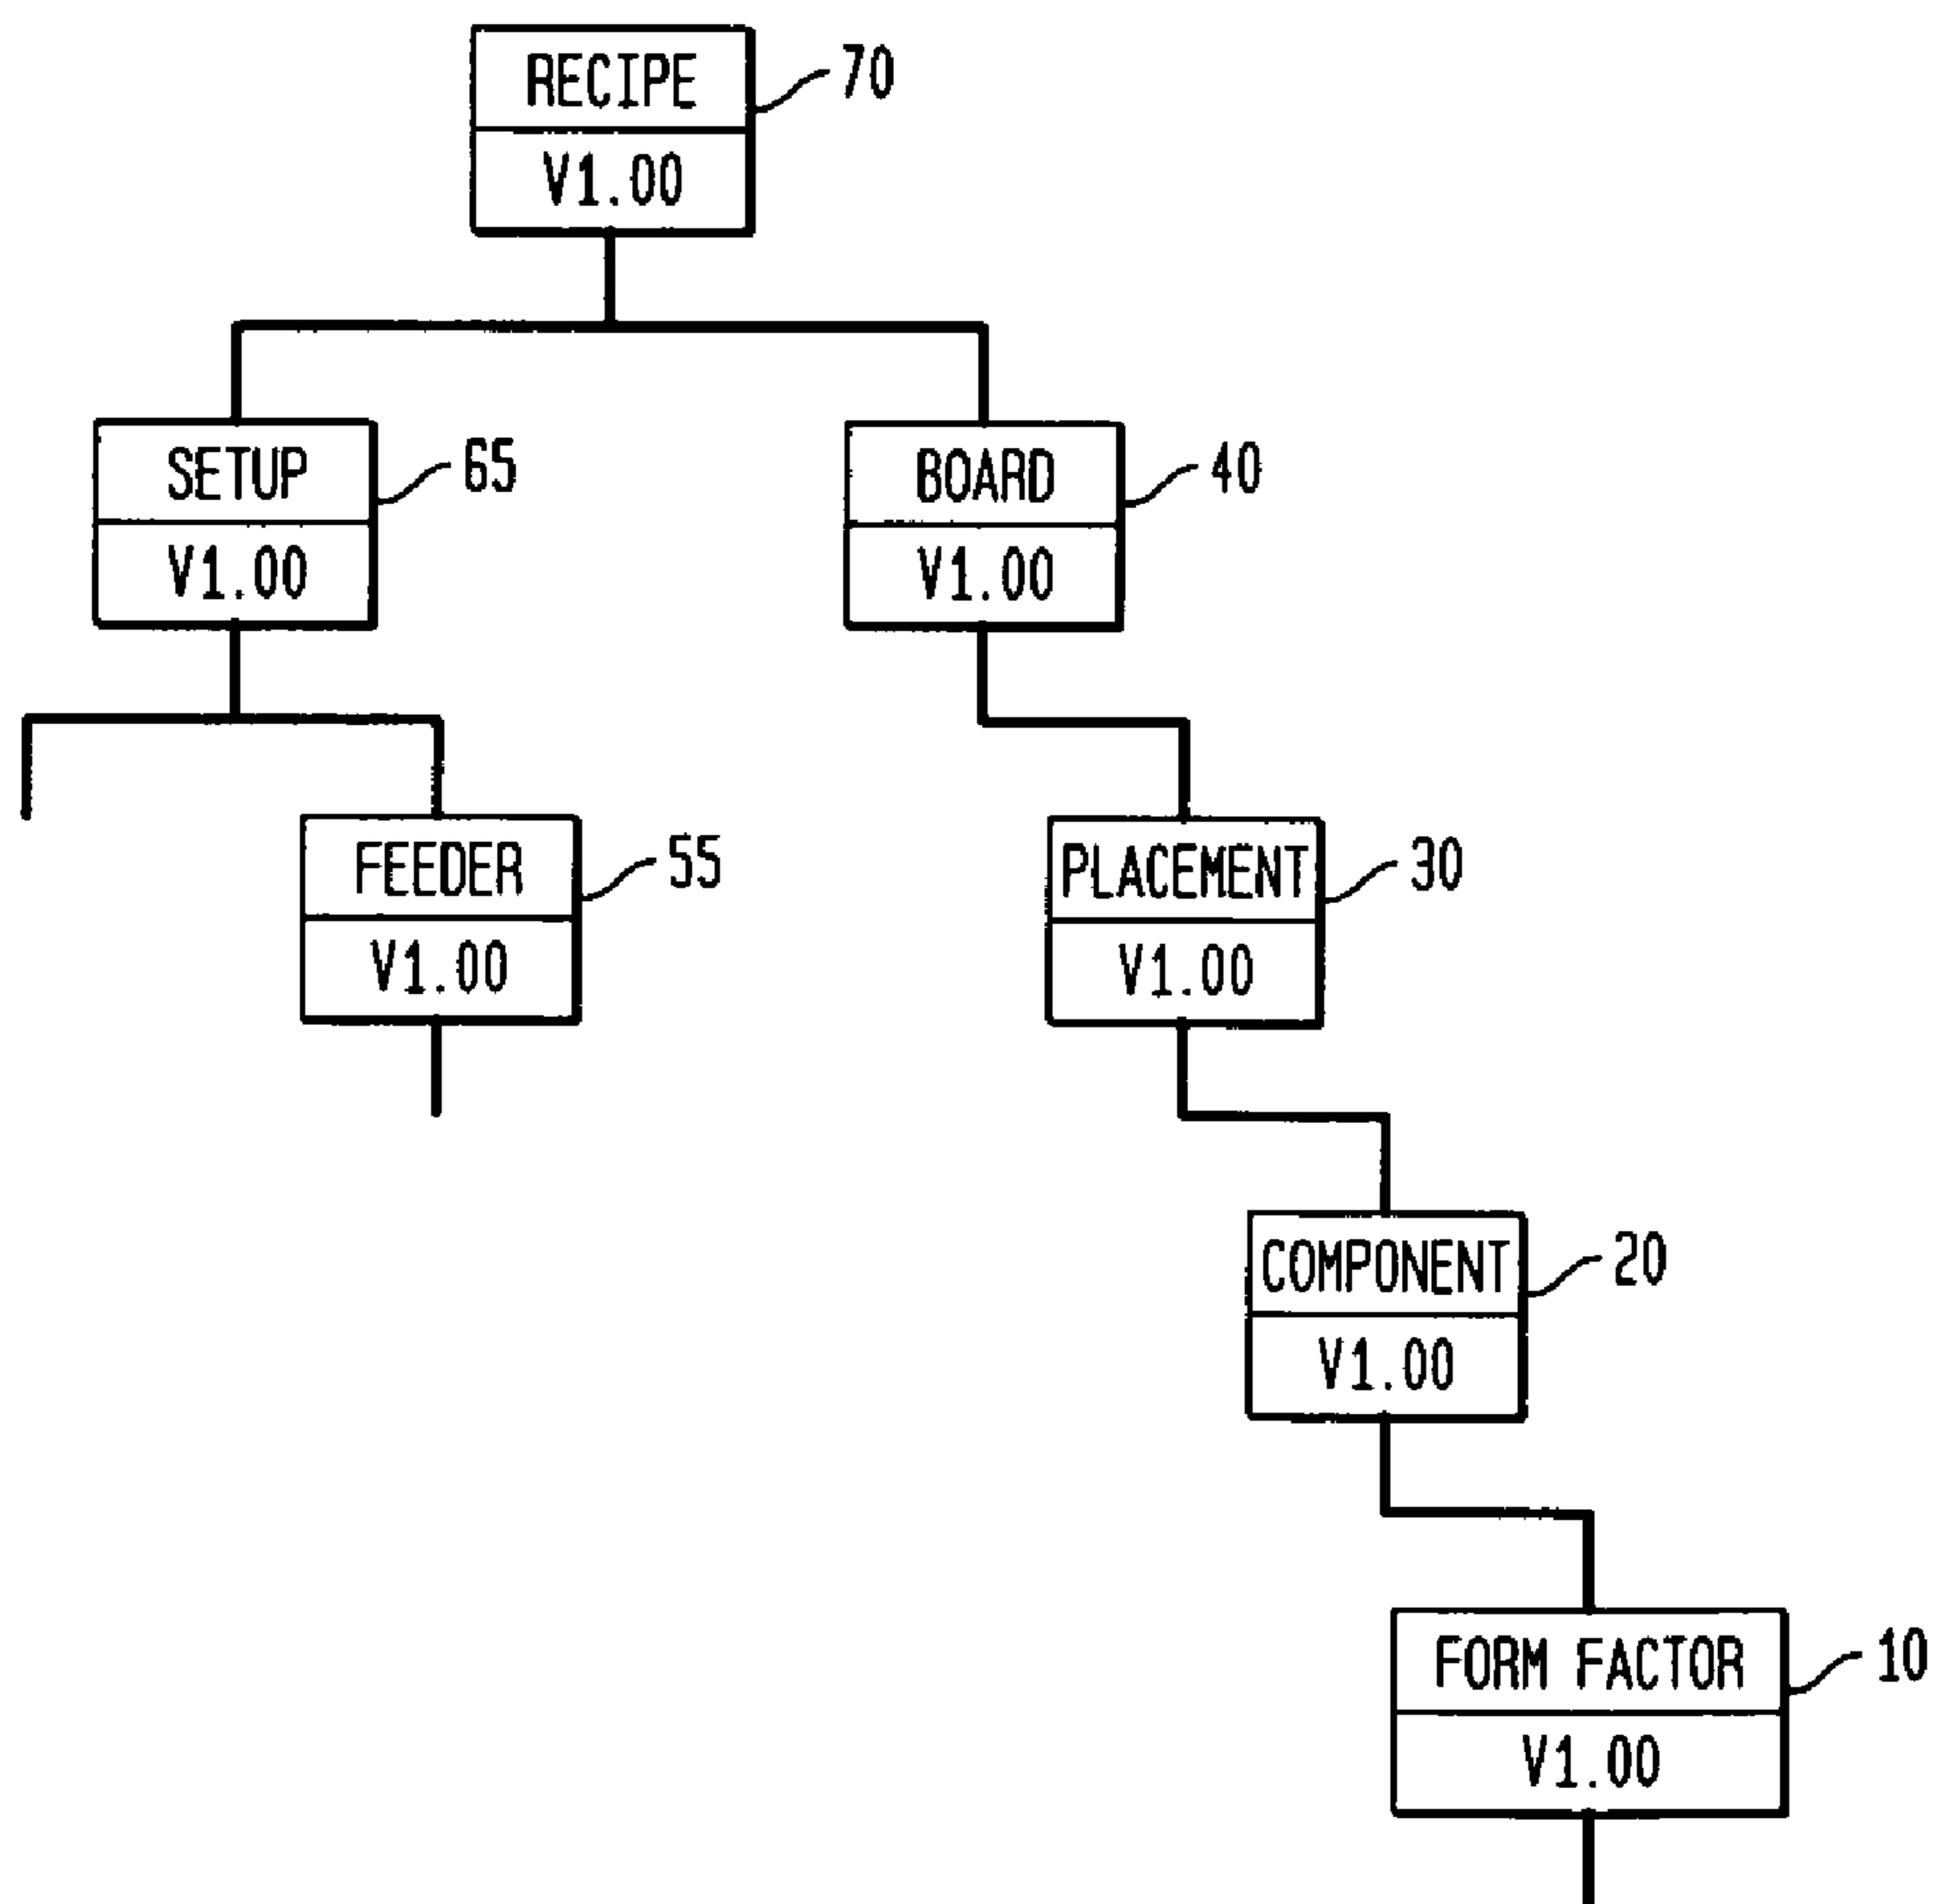 RECIPE 70
V1.00
SETUP 65
BOARD 40
V1.00
V1.00
FEEDER 55
PLACEMENT 30
V1.00
V1.00
COMPONENT 20
V1.00
FORM FACTOR 10
V1.00